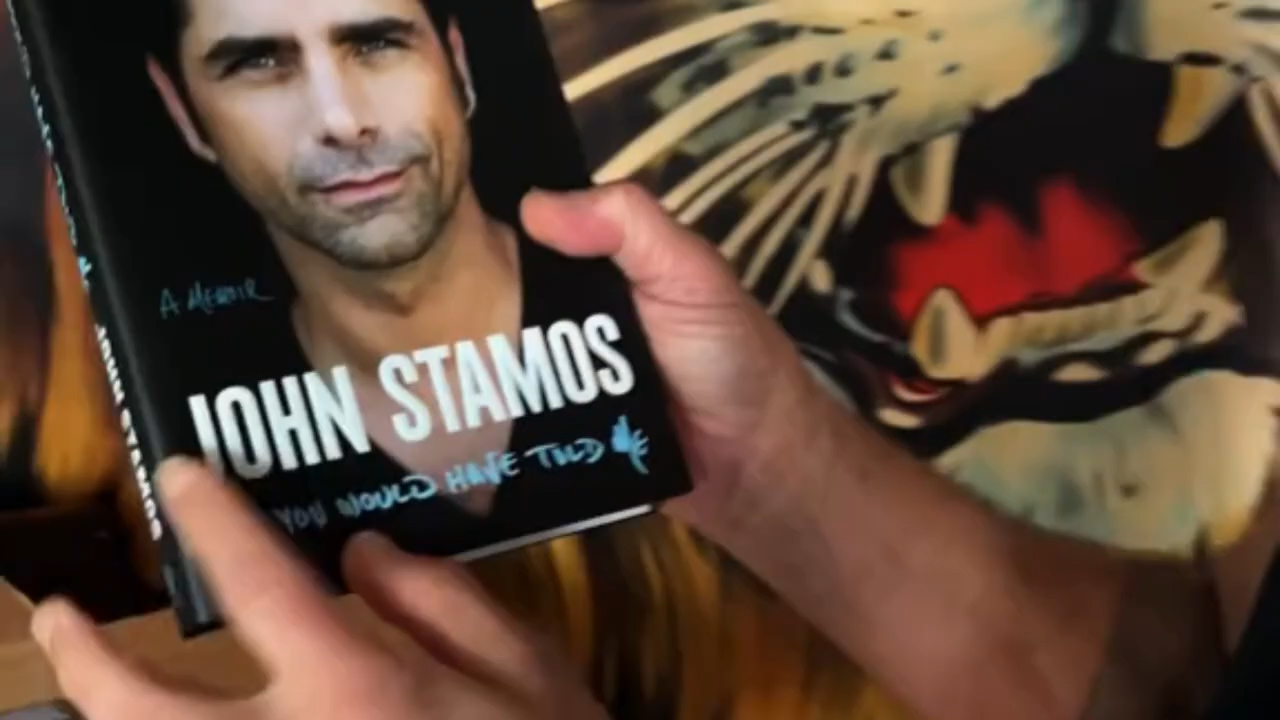 A MEMOIR
JOHN STAMOS
YOU WOULD HAVE TOLD ME
JOHN STAMOS